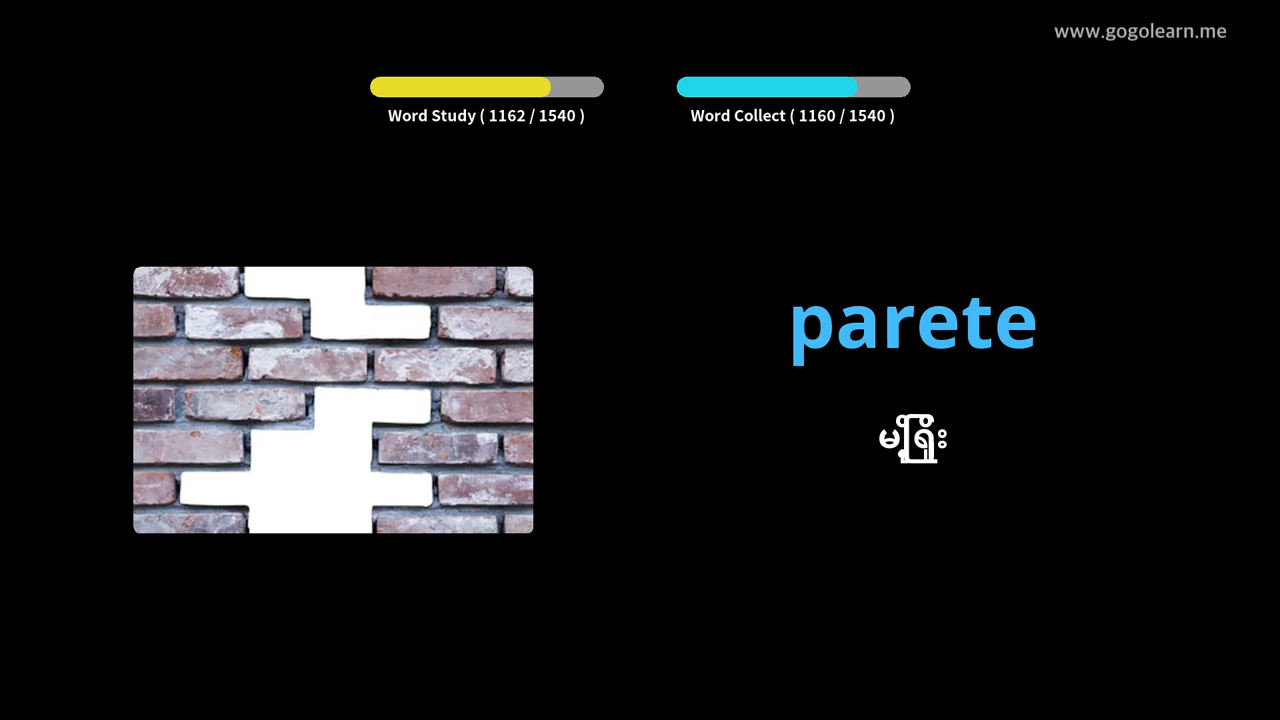 www.gogolearn.me
Word Study ( 1162 / 1540 )
Word Collect ( 1160 / 1540 )
parete
မြို့ရိုး